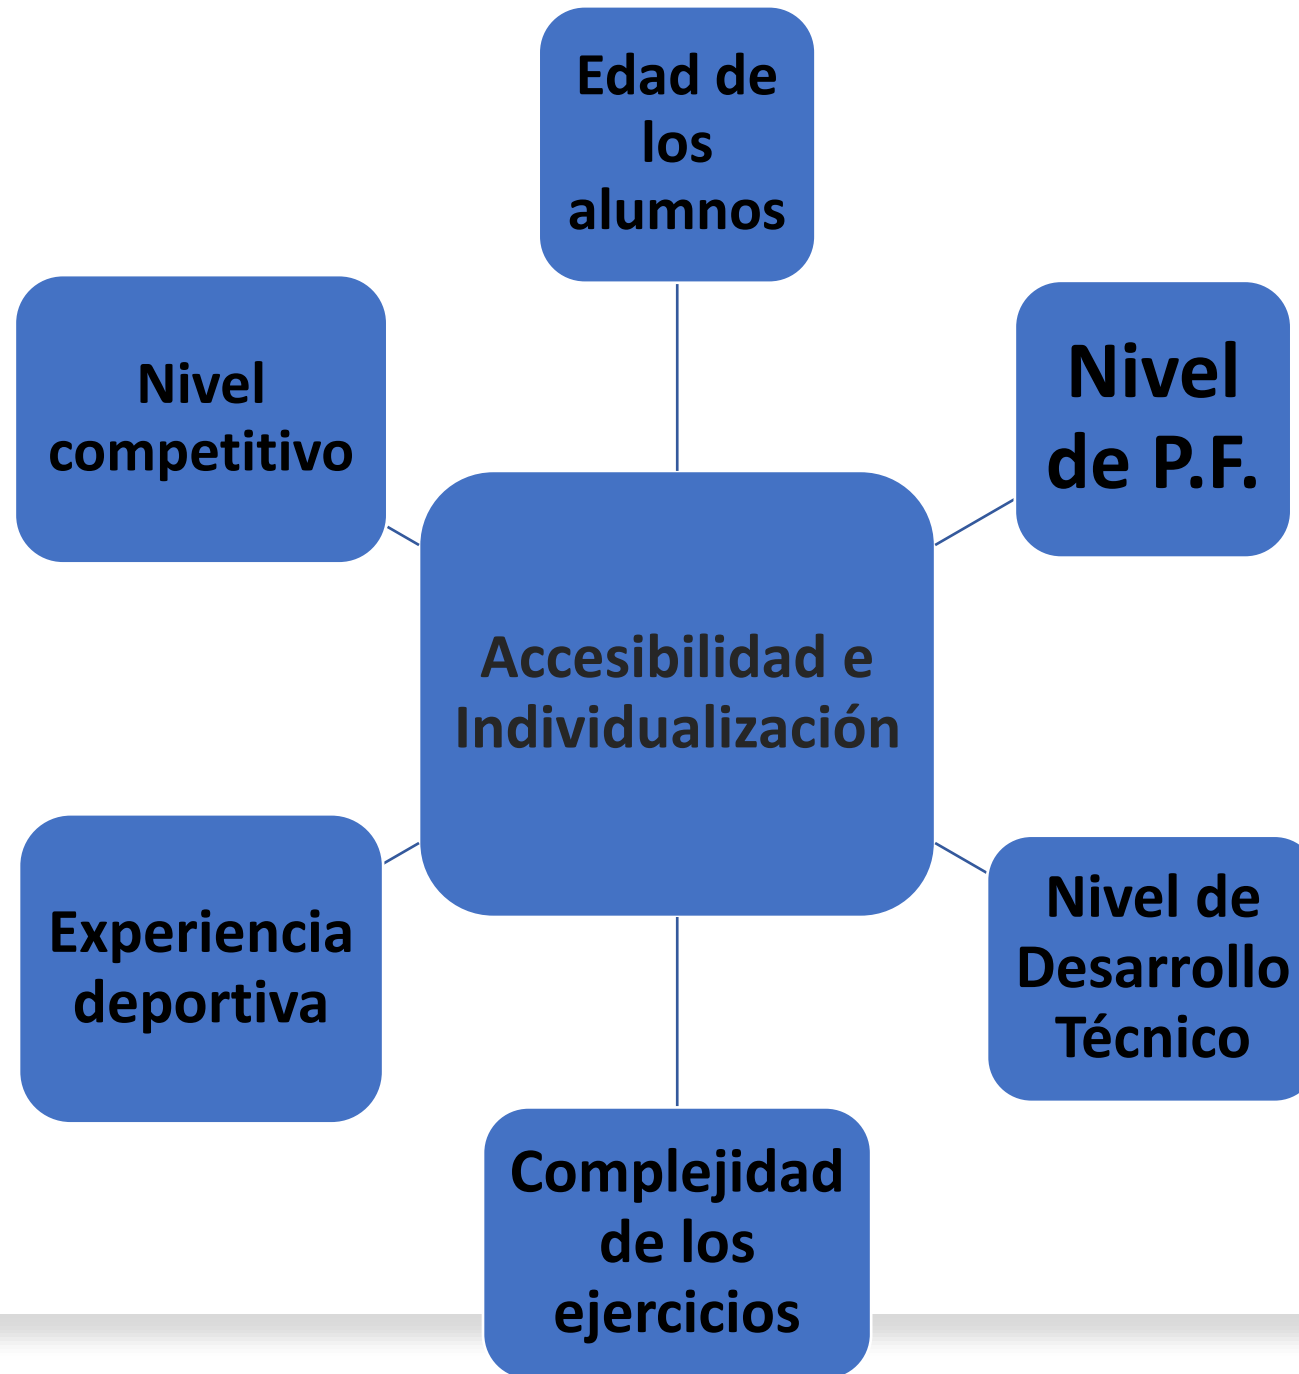 Edad de
los
alumnos
Nivel
competitivo
Nivel
de P.F.
Accesibilidad e
Individualización
Experiencia
deportiva
Nivel de
Desarrollo
Técnico
Complejidad
de los
ejercicios